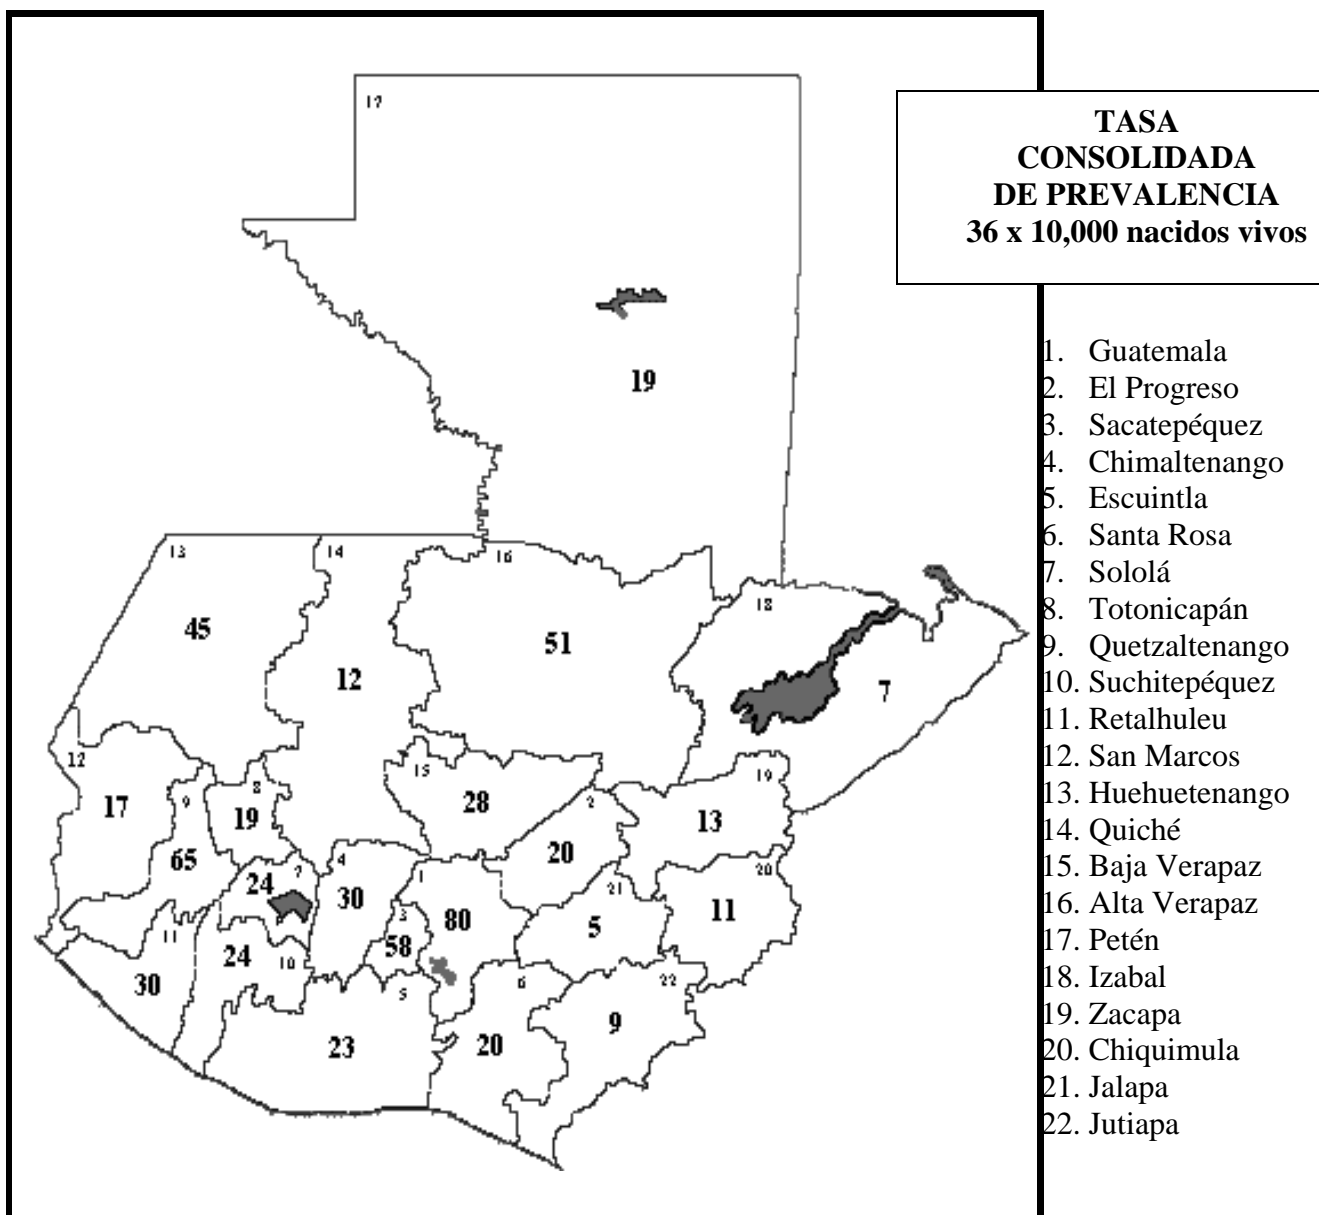 17
TASA
CONSOLIDADA
DE PREVALENCIA
36 x 10,000 nacidos vivos
19
1. Guatemala
2. El Progreso
3. Sacatepéquez
4. Chimaltenango
5. Escuintla
6. Santa Rosa
7. Sololá
8. Totonicapán
9. Quetzaltenango
10. Suchitepéquez
11. Retalhuleu
12. San Marcos
13. Huehuetenango
14. Quiché
15. Baja Verapaz
16. Alta Verapaz
17. Petén
18. Izabal
19. Zacapa
20. Chiquimula
21. Jalapa
22. Jutiapa
13
14
16
18
45
51
12
7
12
15
19
9
8
2
17
19
28
13
20
65
4
7
1
20
24
30
21
3
80
11
5
11
58
24
10
6
22
30
5
9
23
20